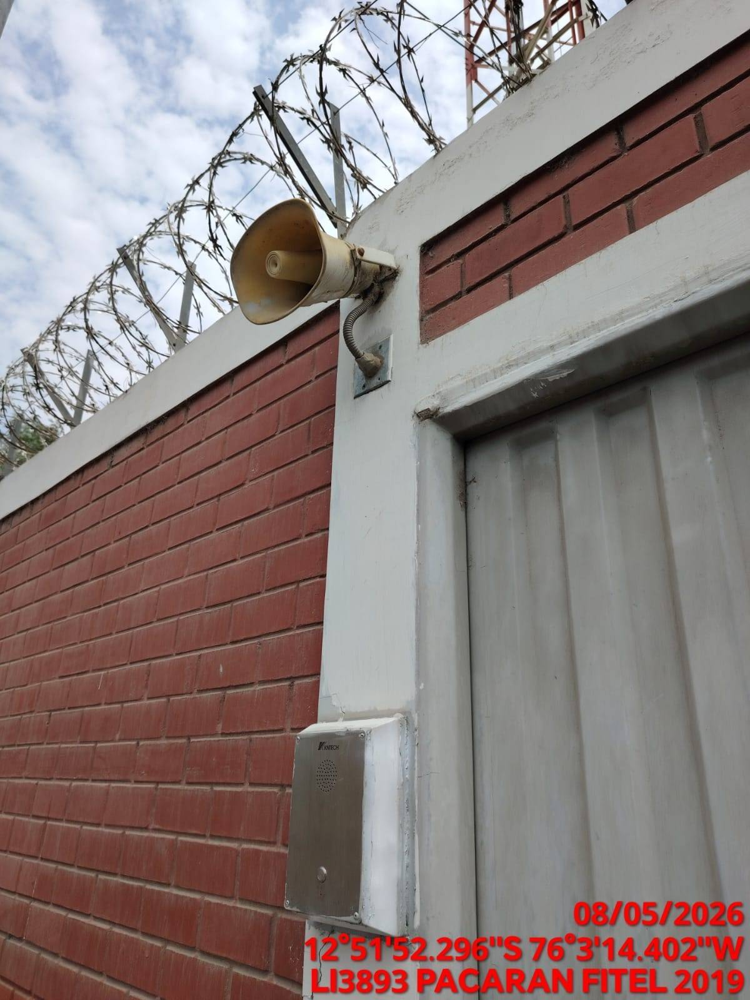 KNTECH
08/05/2026
12°51'52.296"S 76°3'14.402"W
LI3893 PACARAN FITEL 2019